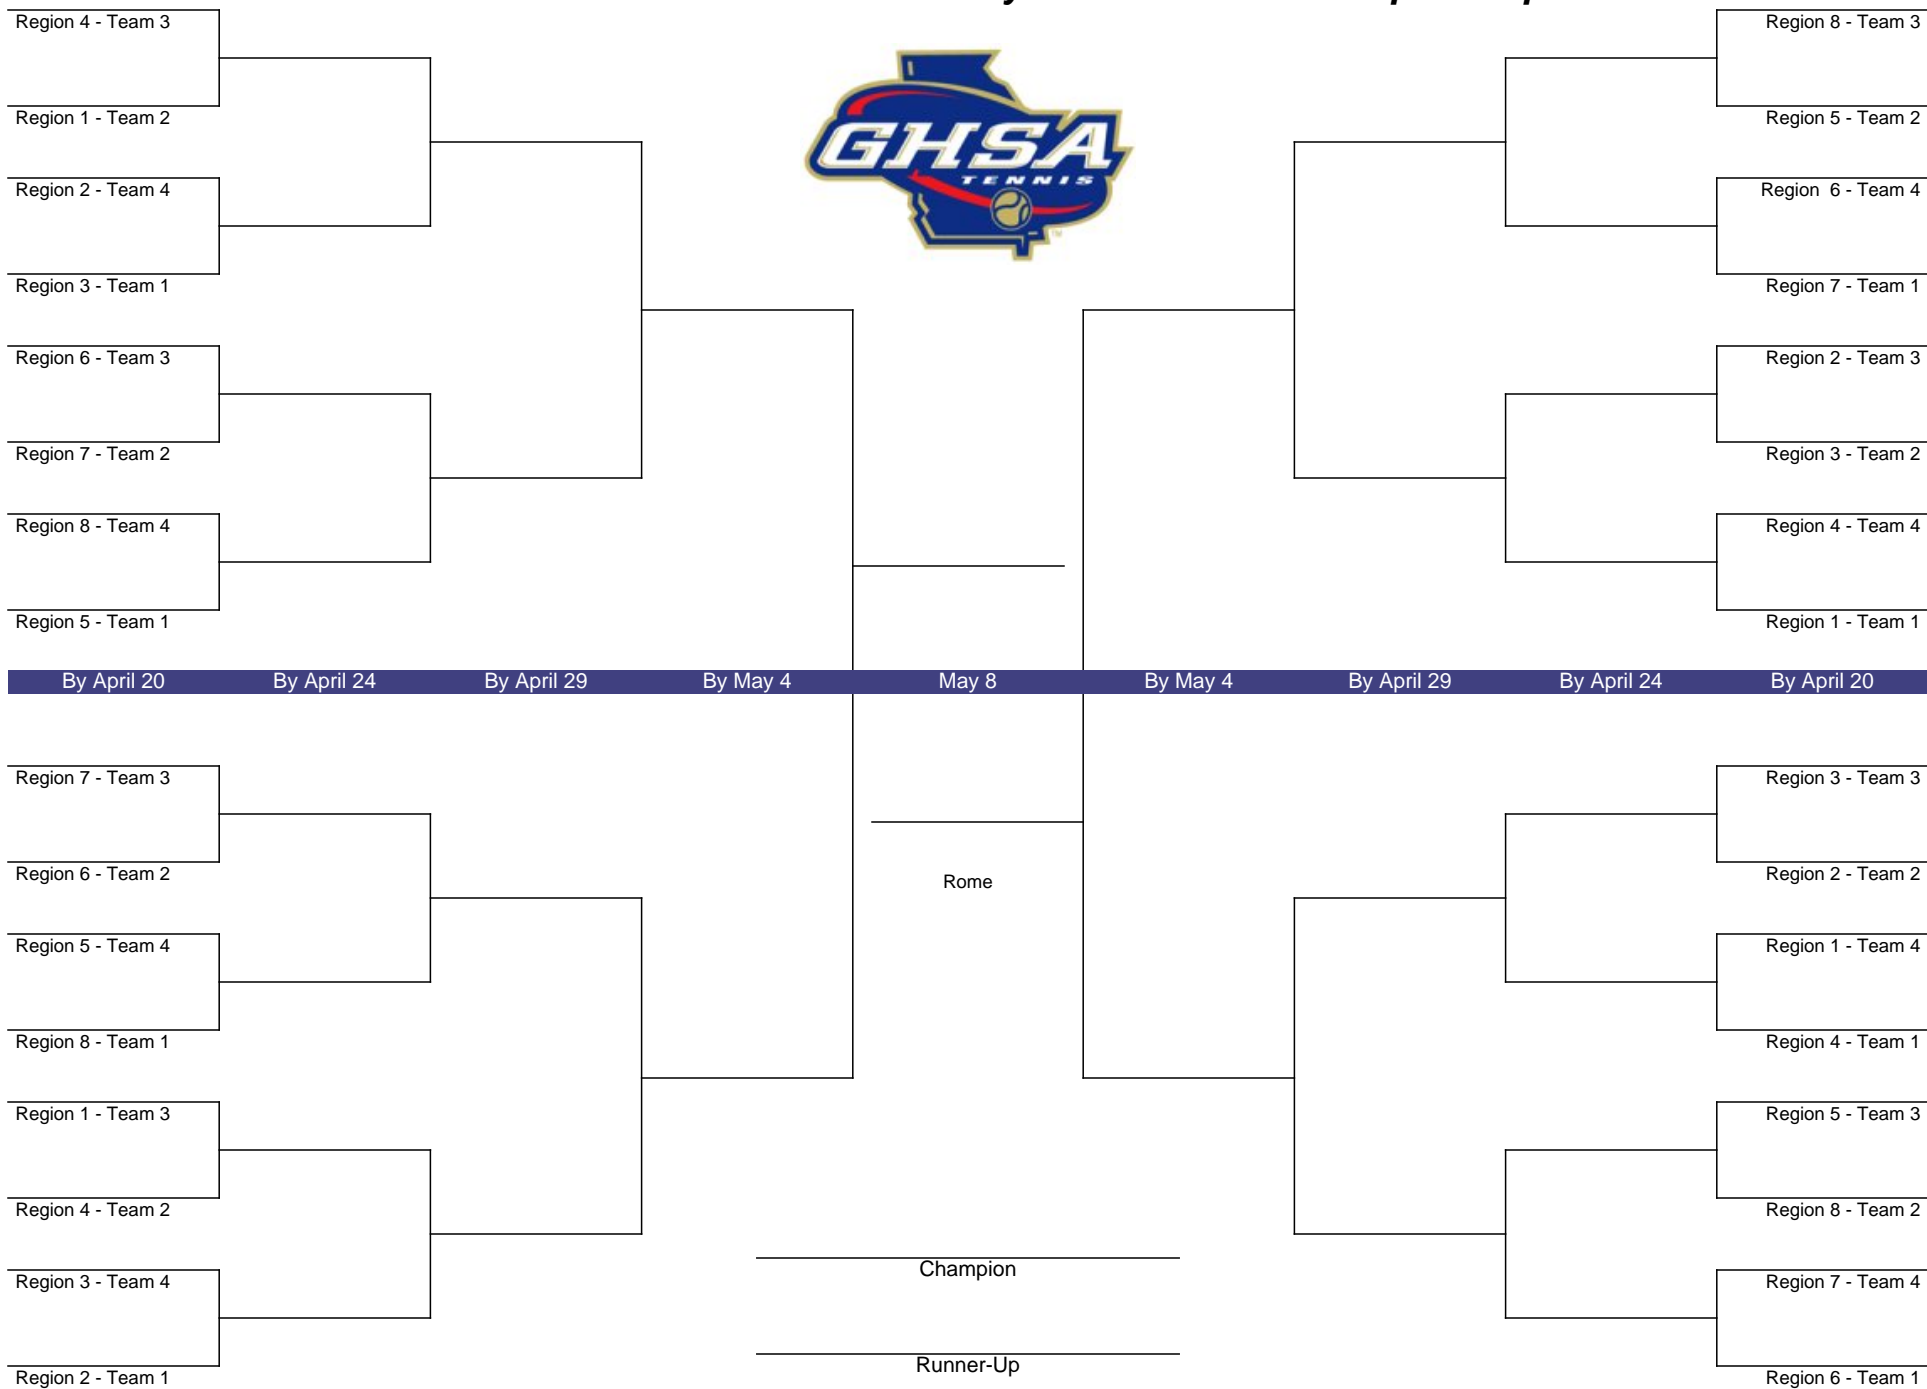 Region 4 - Team 3
Region 1 - Team 2
Region 2 - Team 4
Region 3 - Team 1
Region 6 - Team 3
Region 7 - Team 2
Region 8 - Team 4
Region 5 - Team 1
GHSA
TENNIS
TM
Region 8 - Team 3
Region 5 - Team 2
Region  6 - Team 4
Region 7 - Team 1
Region 2 - Team 3
Region 3 - Team 2
Region 4 - Team 4
Region 1 - Team 1
By April 20 By April 24 By April 29 By May 4 May 8 By May 4 By April 29 By April 24 By April 20
Region 7 - Team 3
Region 6 - Team 2
Region 5 - Team 4
Region 8 - Team 1
Region 1 - Team 3
Region 4 - Team 2
Region 3 - Team 4
Region 2 - Team 1
Rome
Champion
Runner-Up
Region 3 - Team 3
Region 2 - Team 2
Region 1 - Team 4
Region 4 - Team 1
Region 5 - Team 3
Region 8 - Team 2
Region 7 - Team 4
Region 6 - Team 1